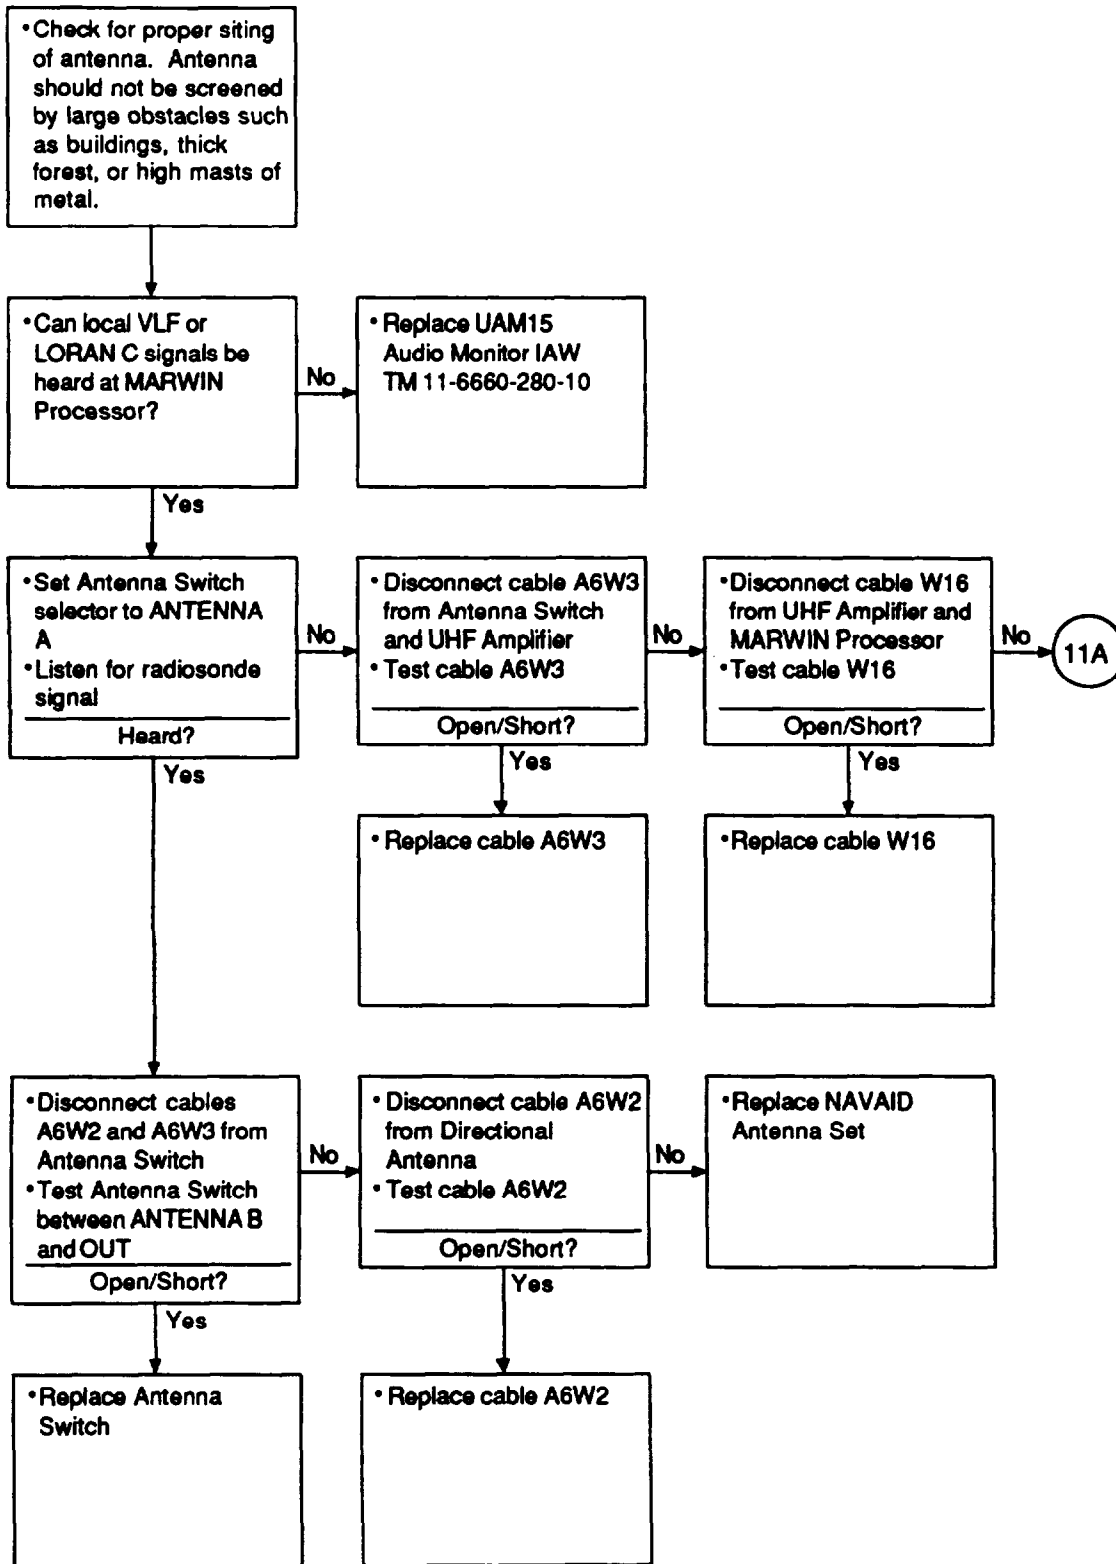 •Check for proper siting
of antenna. Antenna
should not be screened
by large obstacles such
as buildings, thick
forest, or high masts of
metal.
•Can local VLF or
LORAN C signals be
heard at MARWIN
Processor?
No
•Replace UAM15
Audio Monitor IAW
TM 11-6660-280-10
Yes
•Set Antenna Switch
selector to ANTENNA
A
•Listen for radiosonde
signal
Heard?
No
•Disconnect cable A6W3
from Antenna Switch
and UHF Amplifier
•Test cable A6W3
Open/Short?
No
•Disconnect cable W16
from UHF Amplifier and
MARWIN Processor
•Test cable W16
Open/Short?
No
11A
Yes
Yes
Yes
•Replace cable A6W3
•Replace cable W16
•Disconnect cables
A6W2 and A6W3 from
Antenna Switch
•Test Antenna Switch
between ANTENNA B
and OUT
Open/Short?
No
•Disconnect cable A6W2
from Directional
Antenna
•Test cable A6W2
Open/Short?
No
•Replace NAVAID
Antenna Set
Yes
Yes
•Replace Antenna
Switch
•Replace cable A6W2